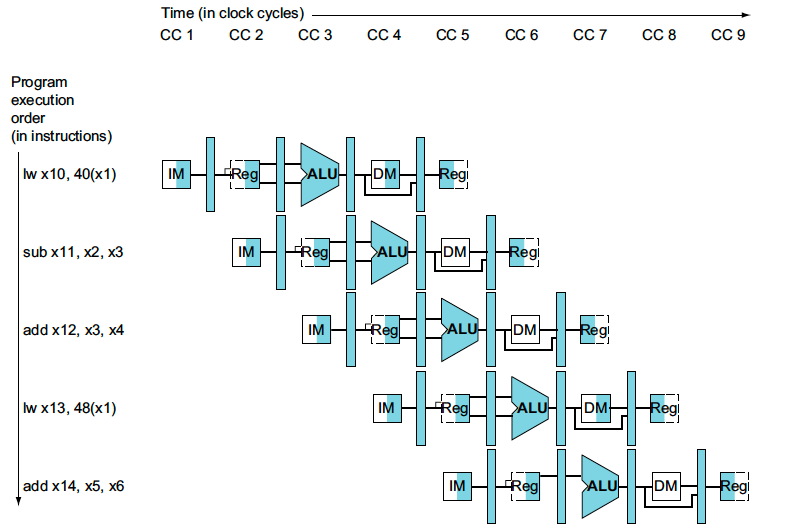 Time (in clock cycles)
CC 1 CC 2 CC 3 CC 4 CC 5 CC 6 CC 7 CC 8 CC 9
Program
execution
order
(in instructions)
lw x10, 40(x1) IM Reg ALU DM Reg
sub x11, x2, x3 IM Reg ALU DM Reg
add x12, x3, x4 IM Reg ALU DM Reg
lw x13, 48(x1) IM Reg ALU DM Reg
add x14, x5, x6 IM Reg ALU DM Reg